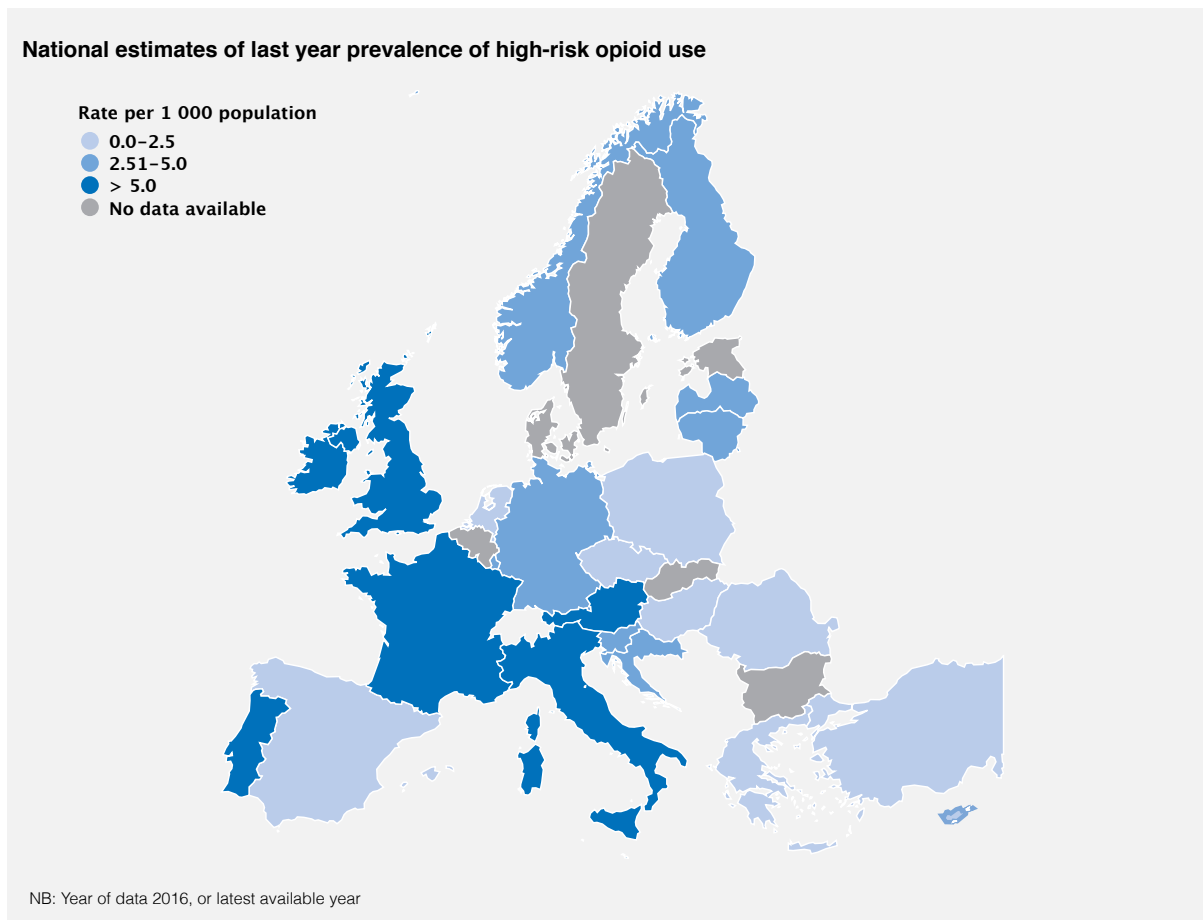 National estimates of last year prevalence of high-risk opioid use
Rate per 1 000 population
0.0–2.5
2.51–5.0
> 5.0
No data available
NB: Year of data 2016, or latest available year